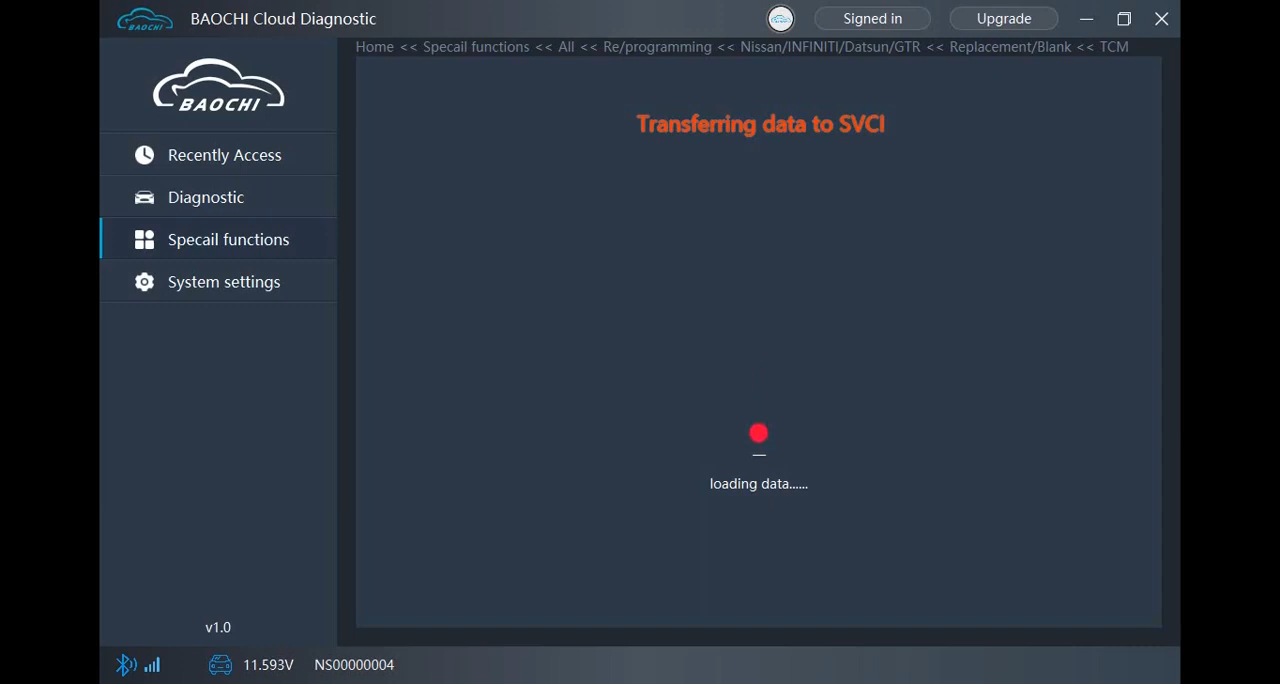 BAOCHI
BAOCHI Cloud Diagnostic
Signed in
Upgrade
Home << Specail functions << All << Re/programming << Nissan/INFINITI/Datsun/GTR << Replacement/Blank << TCM
BAOCHI
Transferring data to SVCI
Recently Access
Diagnostic
Specail functions
System settings
loading data......
v1.0
11.593V
NS00000004